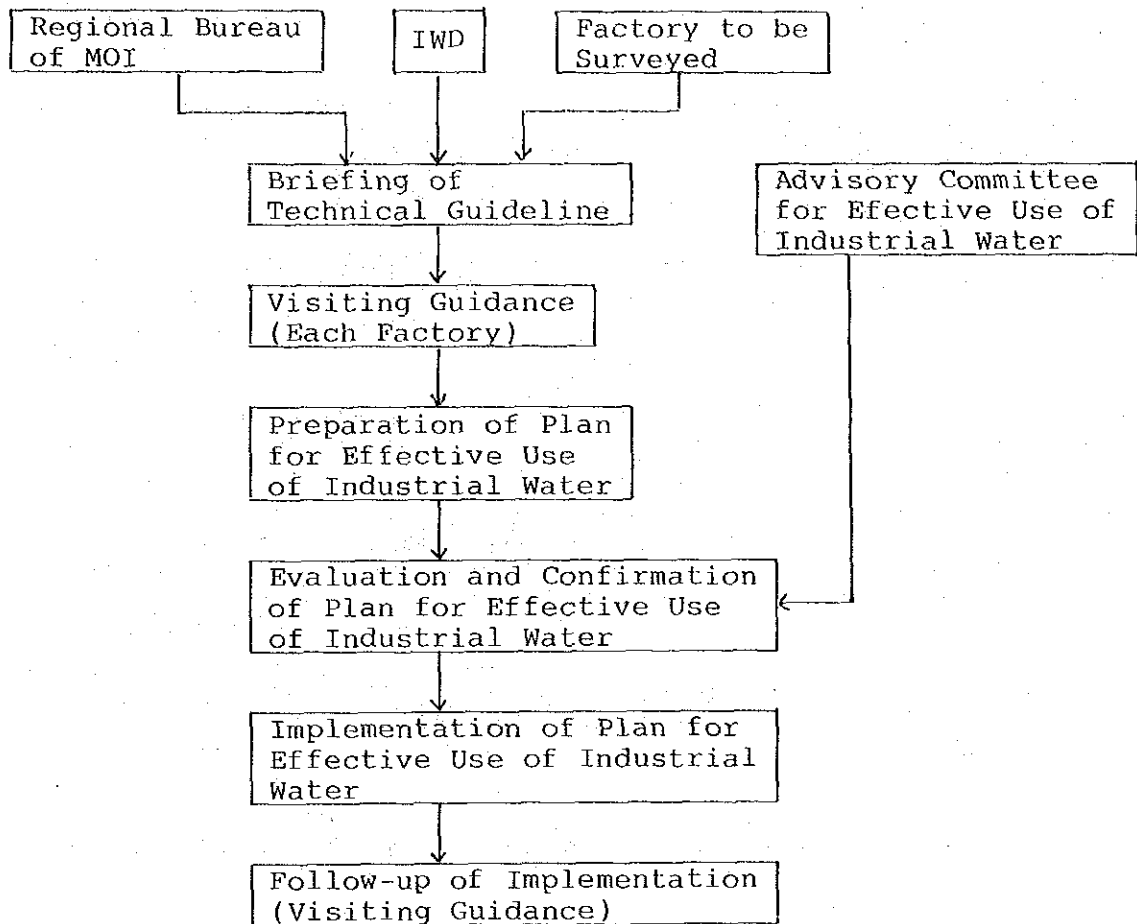 Regional Bureau
of MOI
IWD
Factory to be
Surveyed
Briefing of
Technical Guideline
Advisory Committee
for Efective Use of
Industrial Water
Visiting Guidance
(Each Factory)
Preparation of Plan
for Effective Use
of Industrial Water
Evaluation and Confirmation
of Plan for Effective Use
of Industrial Water
Implementation of Plan for
Effective Use of Industrial
Water
Follow-up of Implementation
(Visiting Guidance)